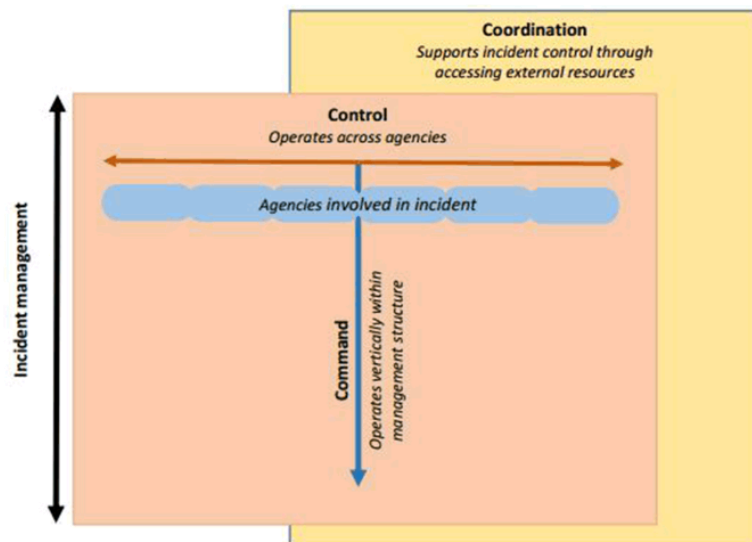 Coordination
Supports incident control through
accessing external resources
Control
Operates across agencies
Agencies involved in incident
Incident management
Command
Operates vertically within
management structure